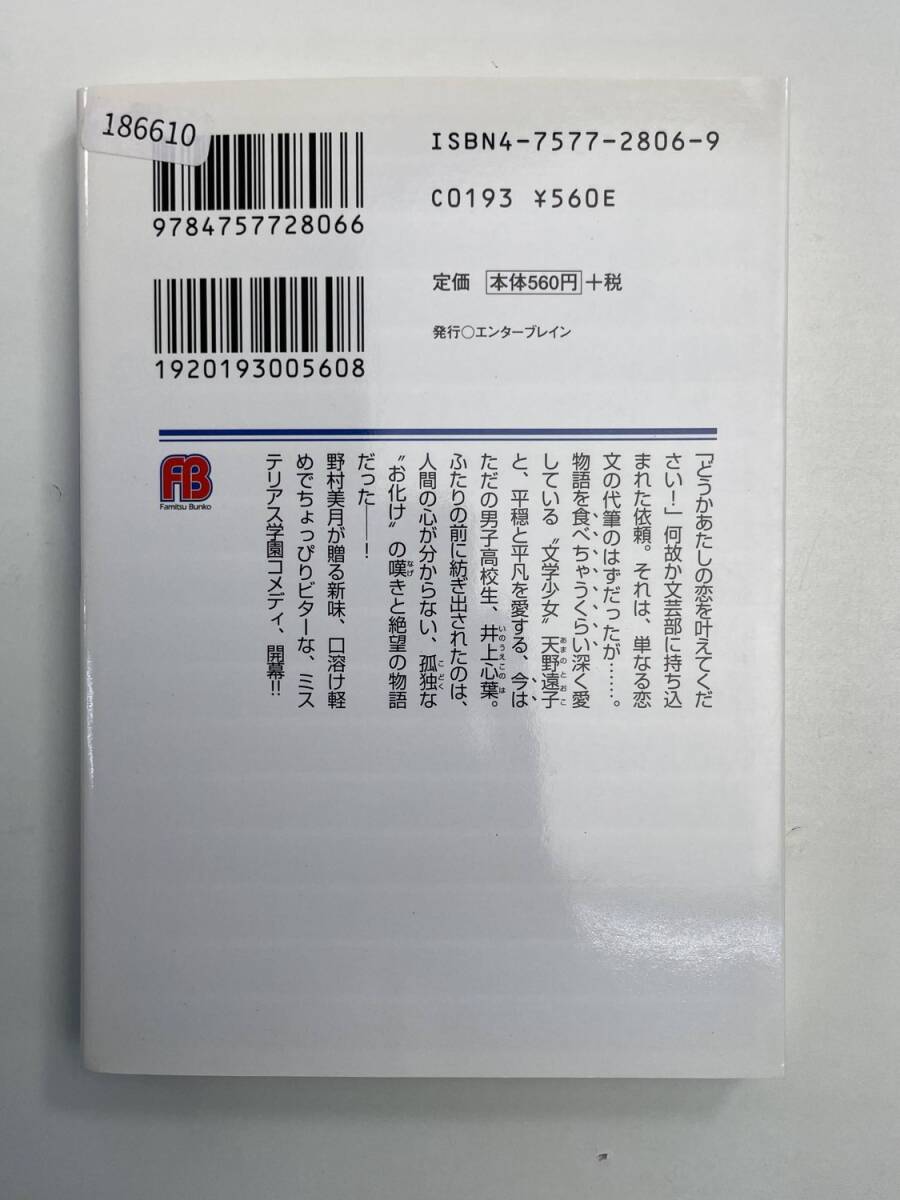 186610
9784757728066
1920193005608
ISBN4-7577-2806-9
C0193 ¥560E
定価 本体560円+税
発行○エンターブレイン
「どうかあたしの恋を叶えてくだ
さい！」何故か文芸部に持ち込
まれた依頼。それは、単なる恋
文の代筆のはずだったが……。
物語を食べちゃうくらい深く愛
している〝文学少女〟天野遠子
と、平穏と平凡を愛する、今は
ただの男子高校生、井上心葉。
ふたりの前に紡ぎ出されたのは、
人間の心が分からない、孤独な
〝お化け〟の嘆きと絶望の物語
だった――！
野村美月が贈る新味、口溶け軽
めでちょっぴりビターな、ミス
テリアス学園コメディ、開幕!!
FB
Famitsu Bunko